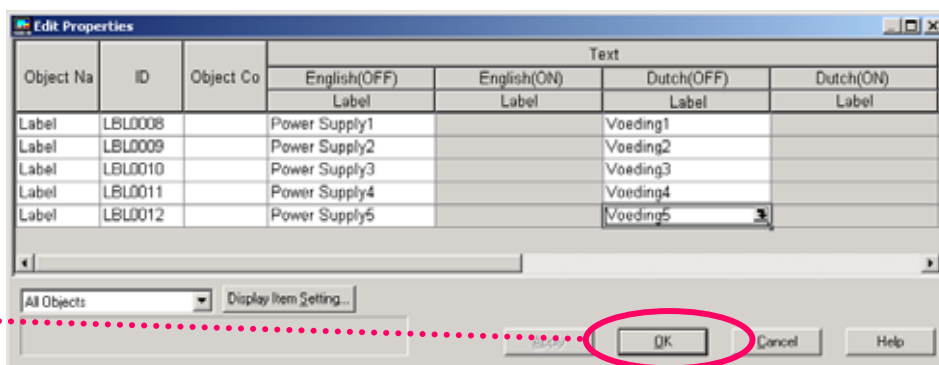 Edit Properties
Text
Object Na ID Object Co English(OFF) English(ON) Dutch(OFF) Dutch(ON)
Label Label Label Label
Label LBL0008 Power Supply1 Voeding1
Label LBL0009 Power Supply2 Voeding2
Label LBL0010 Power Supply3 Voeding3
Label LBL0011 Power Supply4 Voeding4
Label LBL0012 Power Supply5 Voeding5
All Objects Display Item Setting...
OK Cancel Help